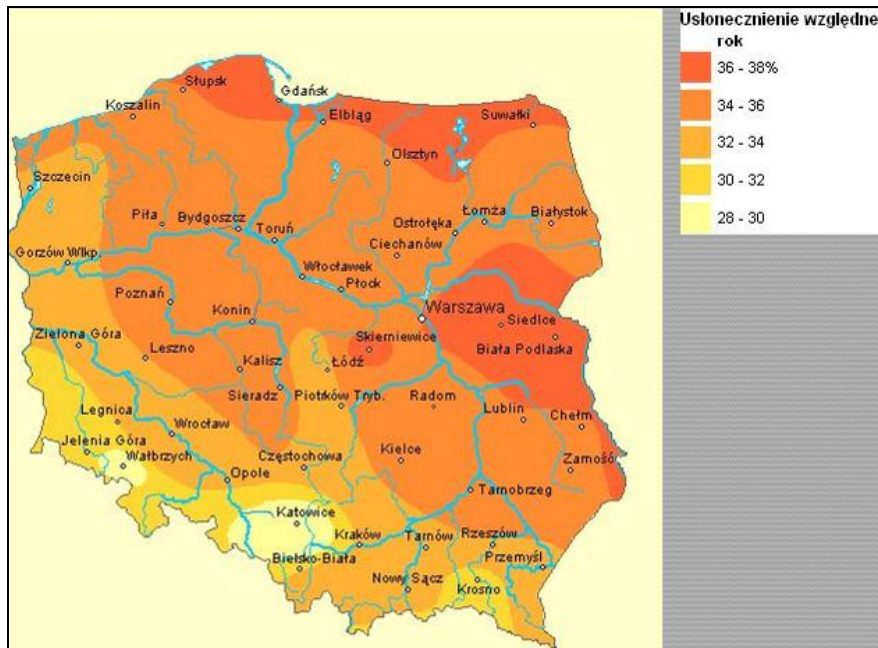 Usłonecznienie względne
rok
36 - 38%
34 - 36
32 - 34
30 - 32
28 - 30
Słupsk
Gdańsk
Koszalin
Elbląg
Suwałki
Olsztyn
Szczecin
Piła
Bydgoszcz
Toruń
Ostrołęka
Łomża
Białystok
Ciechanów
Gorzów Wlkp.
Włocławek
Płock
Poznań
Konin
Warszawa
Siedlce
Skierniewice
Biała Podlaska
Zielona Góra
Leszno
Kalisz
Łódź
Sieradz
Piotrków Tryb.
Radom
Lublin
Chełm
Legnica
Wrocław
Jelenia Góra
Wałbrzych
Częstochowa
Kielce
Zamość
Opole
Tarnobrzeg
Katowice
Kraków
Tarnów
Rzeszów
Przemyśl
Bielsko-Biała
Nowy Sącz
Krosno